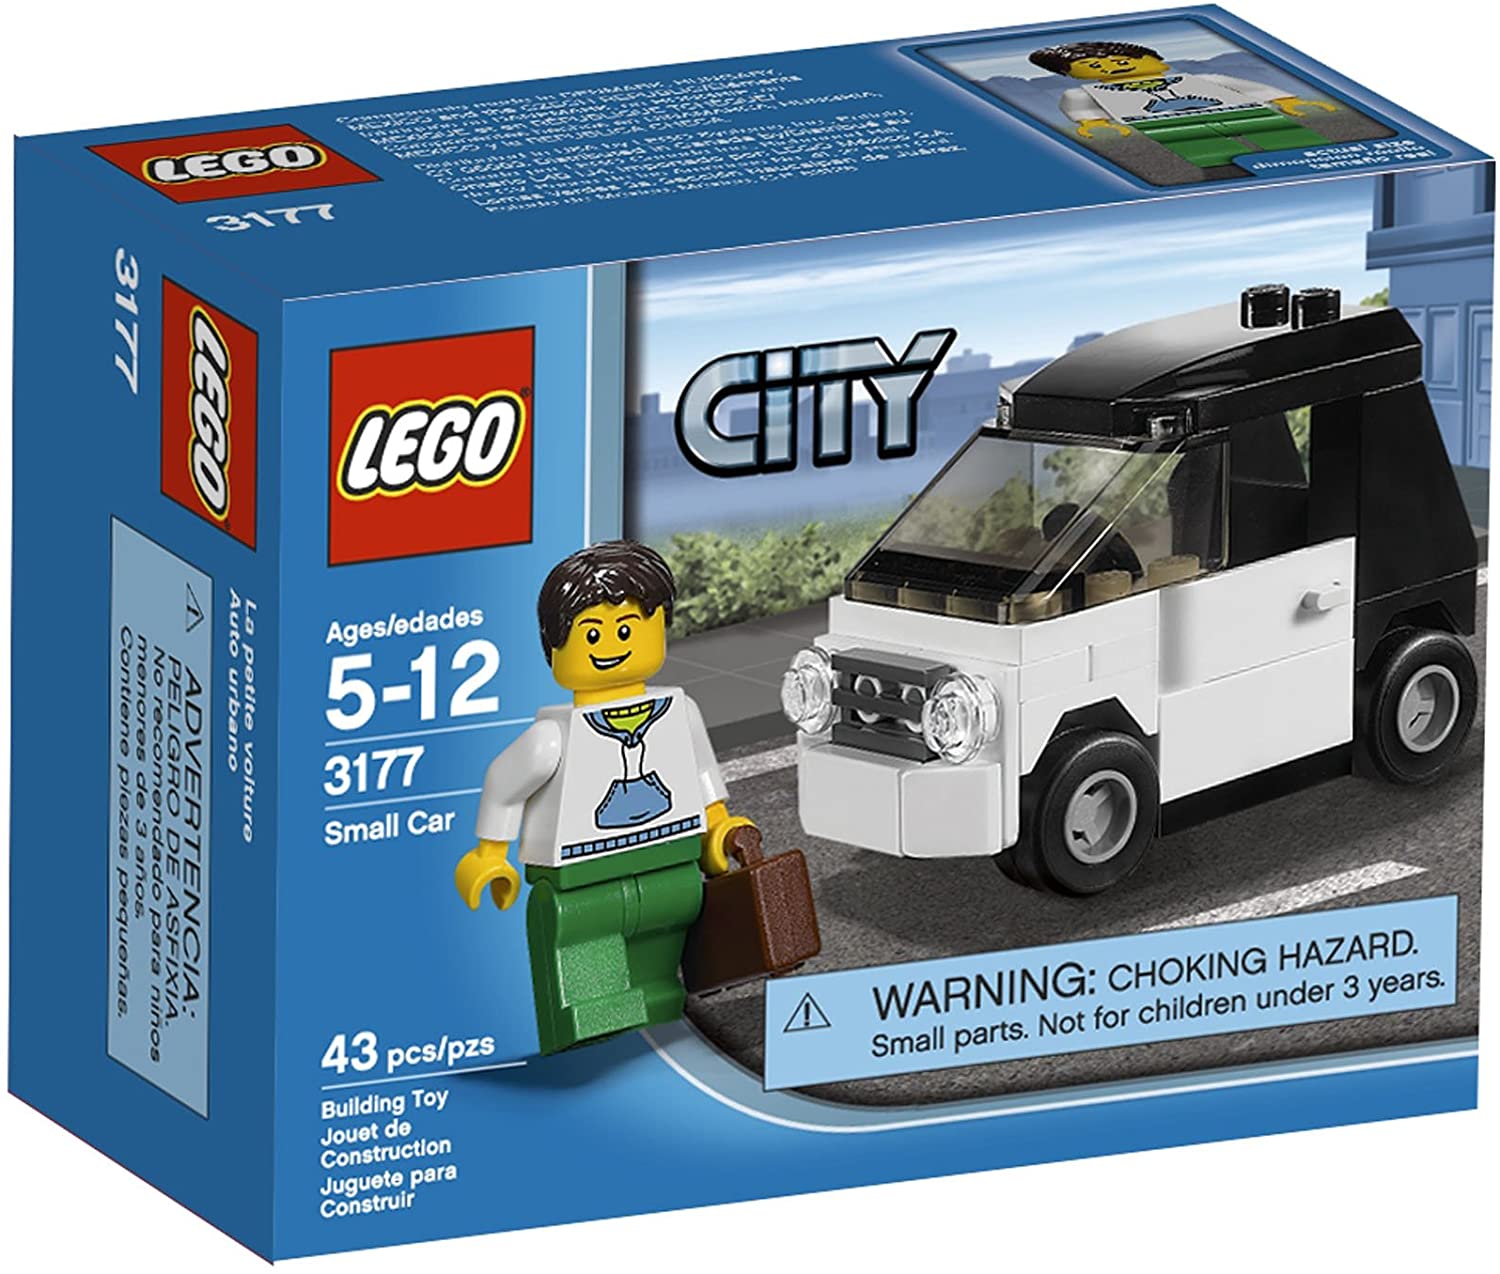 LEGO
3177
actual size
3177
LEGO
La petite voiture
Auto urbano
ADVERTENCIA:
PELIGRO DE ASFIXIA.
No recomendado para niños
menores de 3 años.
Contiene piezas pequeñas.
LEGO®
CITY
Ages/edades
5-12
3177
Small Car
43 pcs/pzs
Building Toy
Jouet de
Construction
Juguete para
Construir
WARNING: CHOKING HAZARD.
Small parts. Not for children under 3 years.